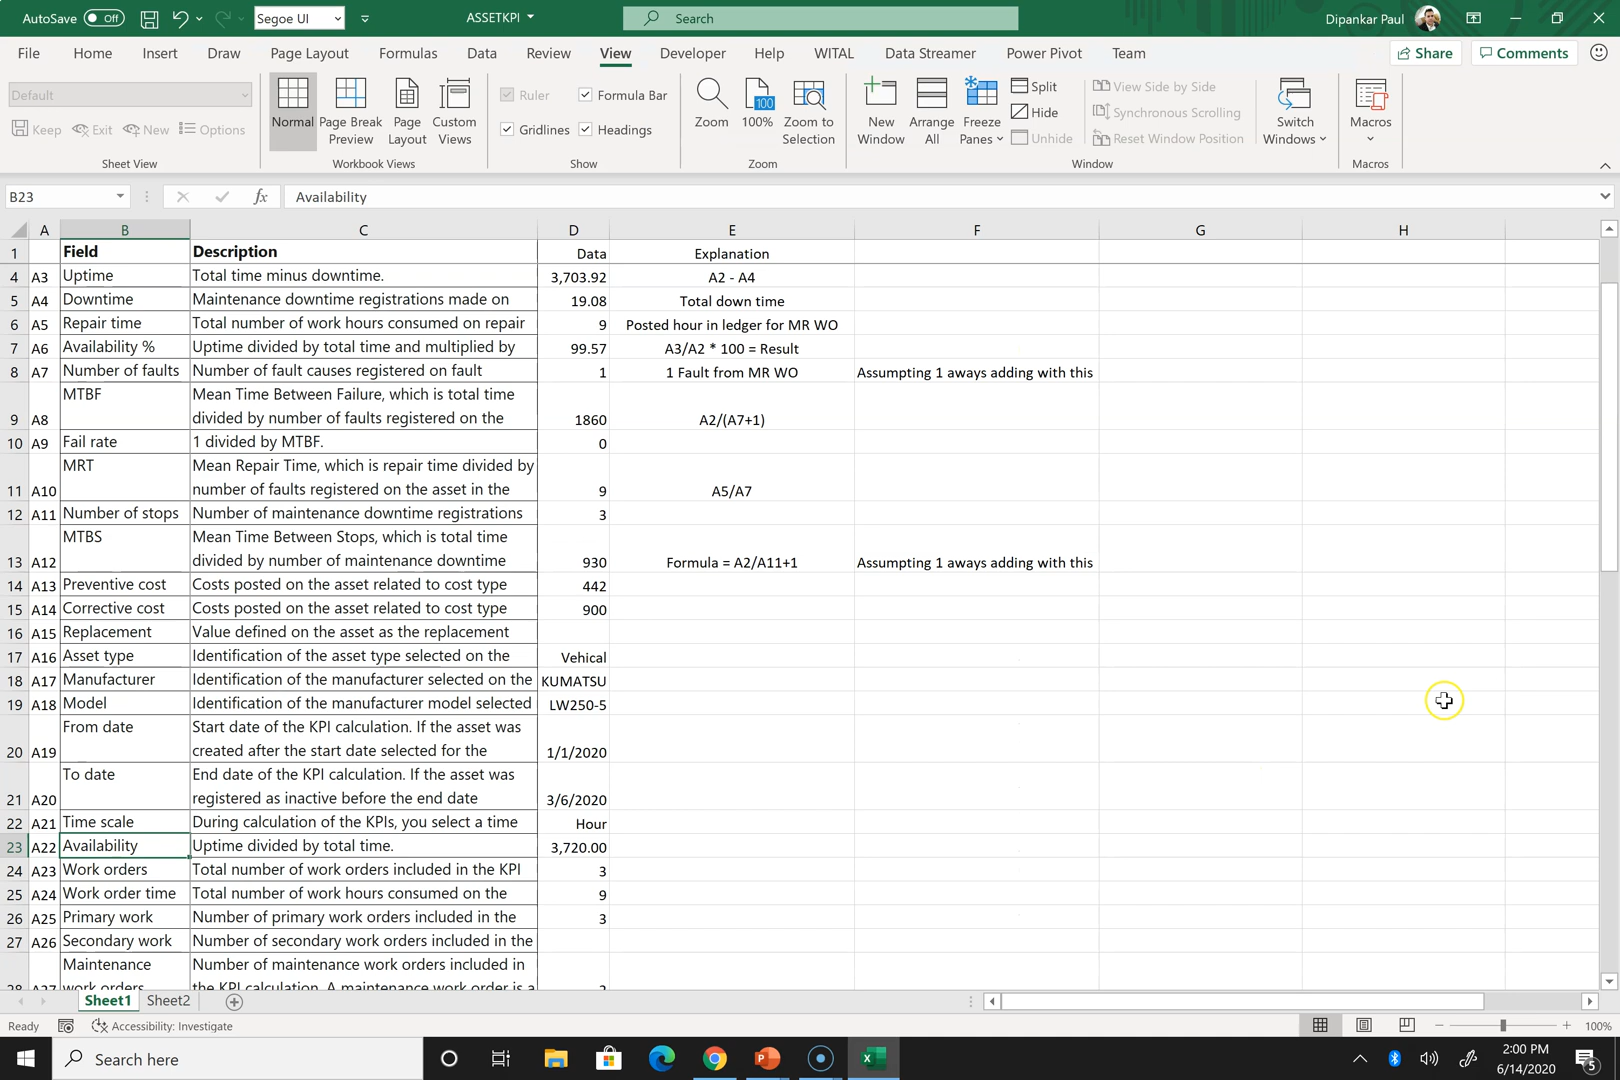 AutoSave Off Segoe UI ASSETKPI Search Dipankar Paul
File Home Insert Draw Page Layout Formulas Data Review View Developer Help WITAL Data Streamer Power Pivot Team Share Comments
Default
Keep Exit New Options
Sheet View
Normal
Page Break Preview
Page Layout
Custom Views
Workbook Views
Ruler Formula Bar
Gridlines Headings
Show
Zoom
100 100%
Zoom to Selection
Zoom
New Window
Arrange All
Freeze Panes
Split
Hide
Unhide
View Side by Side
Synchronous Scrolling
Reset Window Position
Window
Switch Windows
Macros
Macros
B23 fx Availability
A B C D E F G H
1 Field Description Data Explanation
4 A3 Uptime Total time minus downtime. 3,703.92 A2 - A4
5 A4 Downtime Maintenance downtime registrations made on 19.08 Total down time
6 A5 Repair time Total number of work hours consumed on repair 9 Posted hour in ledger for MR WO
7 A6 Availability % Uptime divided by total time and multiplied by 99.57 A3/A2 * 100 = Result
8 A7 Number of faults Number of fault causes registered on fault 1 1 Fault from MR WO Assumping 1 aways adding with this
MTBF Mean Time Between Failure, which is total time
9 A8 divided by number of faults registered on the 1860 A2/(A7+1)
10 A9 Fail rate 1 divided by MTBF. 0
MRT Mean Repair Time, which is repair time divided by
11 A10 number of faults registered on the asset in the 9 A5/A7
12 A11 Number of stops Number of maintenance downtime registrations 3
MTBS Mean Time Between Stops, which is total time
13 A12 divided by number of maintenance downtime 930 Formula = A2/A11+1 Assumping 1 aways adding with this
14 A13 Preventive cost Costs posted on the asset related to cost type 442
15 A14 Corrective cost Costs posted on the asset related to cost type 900
16 A15 Replacement Value defined on the asset as the replacement
17 A16 Asset type Identification of the asset type selected on the Vehical
18 A17 Manufacturer Identification of the manufacturer selected on the KUMATSU
19 A18 Model Identification of the manufacturer model selected LW250-5
From date Start date of the KPI calculation. If the asset was
20 A19 created after the start date selected for the 1/1/2020
To date End date of the KPI calculation. If the asset was
21 A20 registered as inactive before the end date 3/6/2020
22 A21 Time scale During calculation of the KPIs, you select a time Hour
23 A22 Availability Uptime divided by total time. 3,720.00
24 A23 Work orders Total number of work orders included in the KPI 3
25 A24 Work order time Total number of work hours consumed on the 9
26 A25 Primary work Number of primary work orders included in the 3
27 A26 Secondary work Number of secondary work orders included in the
Maintenance Number of maintenance work orders included in
28 A27 work orders the KPI calculation. A maintenance work order is a
Sheet1 Sheet2
Ready Accessibility: Investigate 100%
Search here 2:00 PM
6/14/2020 5